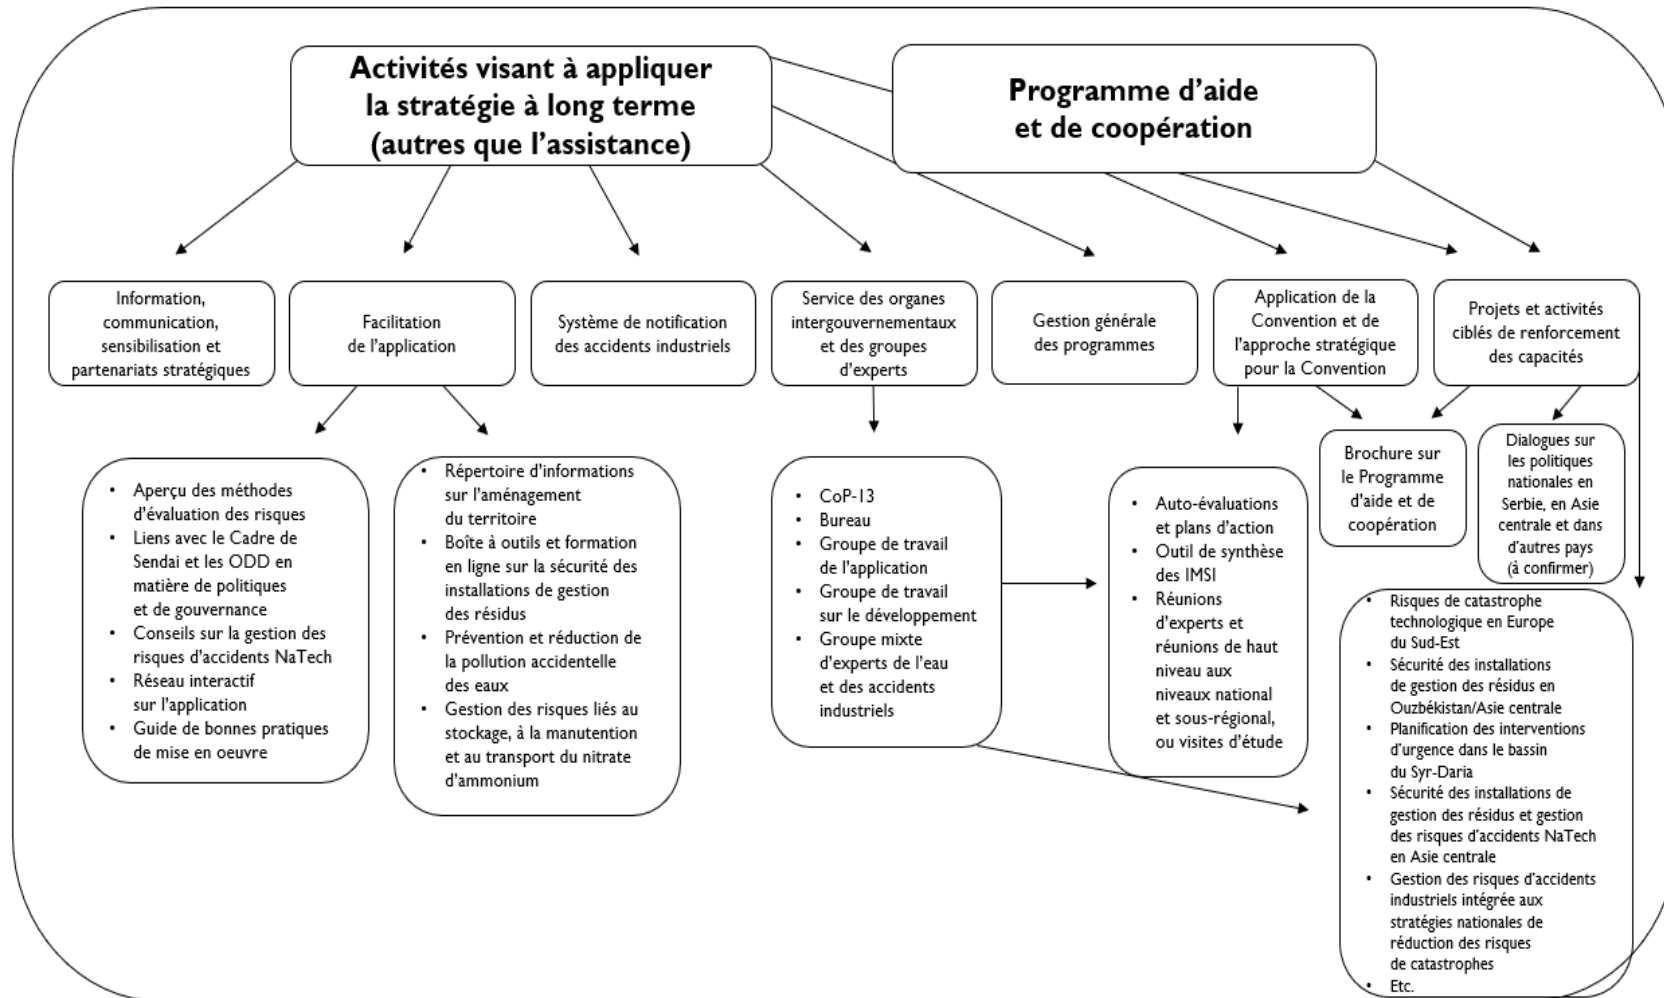 Activités visant à appliquer
la stratégie à long terme
(autres que l'assistance)
Programme d'aide
et de coopération
Information,
communication,
sensibilisation et
partenariats stratégiques
Facilitation
de l'application
Système de notification
des accidents industriels
Service des organes
intergouvernementaux
et des groupes
d'experts
Gestion générale
des programmes
Application de la
Convention et de
l'approche stratégique
pour la Convention
Projets et activités
ciblés de renforcement
des capacités
• Aperçu des méthodes
d'évaluation des risques
• Liens avec le Cadre de
Sendai et les ODD en
matière de politiques
et de gouvernance
• Conseils sur la gestion des
risques d'accidents NaTech
• Réseau interactif
sur l'application
• Guide de bonnes pratiques
de mise en oeuvre
• Répertoire d'informations
sur l'aménagement
du territoire
• Boîte à outils et formation
en ligne sur la sécurité des
installations de gestion
des résidus
• Prévention et réduction de
la pollution accidentelle
des eaux
• Gestion des risques liés au
stockage, à la manutention
et au transport du nitrate
d'ammonium
• CoP-13
• Bureau
• Groupe de travail
de l'application
• Groupe de travail
sur le développement
• Groupe mixte
d'experts de l'eau
et des accidents
industriels
• Auto-évaluations
et plans d'action
• Outil de synthèse
des IMSI
• Réunions
d'experts et
réunions de haut
niveau aux
niveaux national
et sous-régional,
ou visites d'étude
Brochure sur
le Programme
d'aide et de
coopération
Dialogues sur
les politiques
nationales en
Serbie, en Asie
centrale et dans
d'autres pays
(à confirmer)
• Risques de catastrophe
technologique en Europe
du Sud-Est
• Sécurité des installations
de gestion des résidus en
Ouzbékistan/Asie centrale
• Planification des interventions
d'urgence dans le bassin
du Syr-Daria
• Sécurité des installations de
gestion des résidus et gestion
des risques d'accidents NaTech
en Asie centrale
• Gestion des risques d'accidents
industriels intégrée aux
stratégies nationales de
réduction des risques
de catastrophes
• Etc.